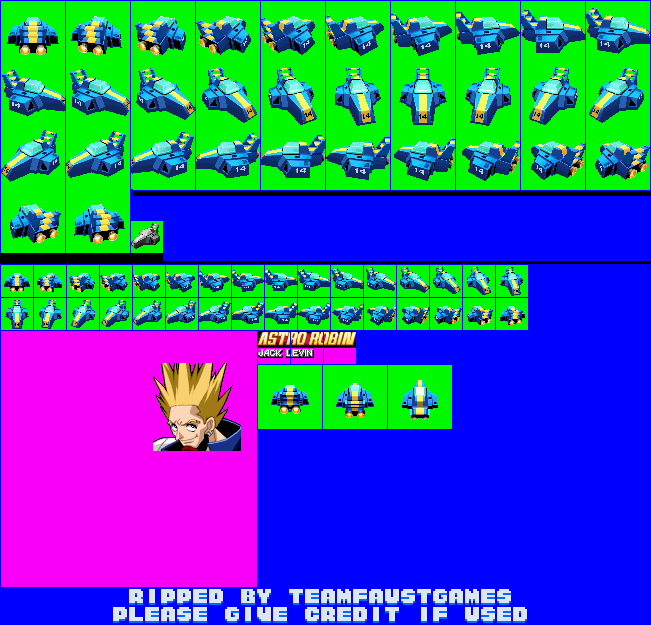 ASTRO ROBIN
JACK LEVIN
RIPPED BY TEAMFAUSTGAMES
PLEASE GIVE CREDIT IF USED